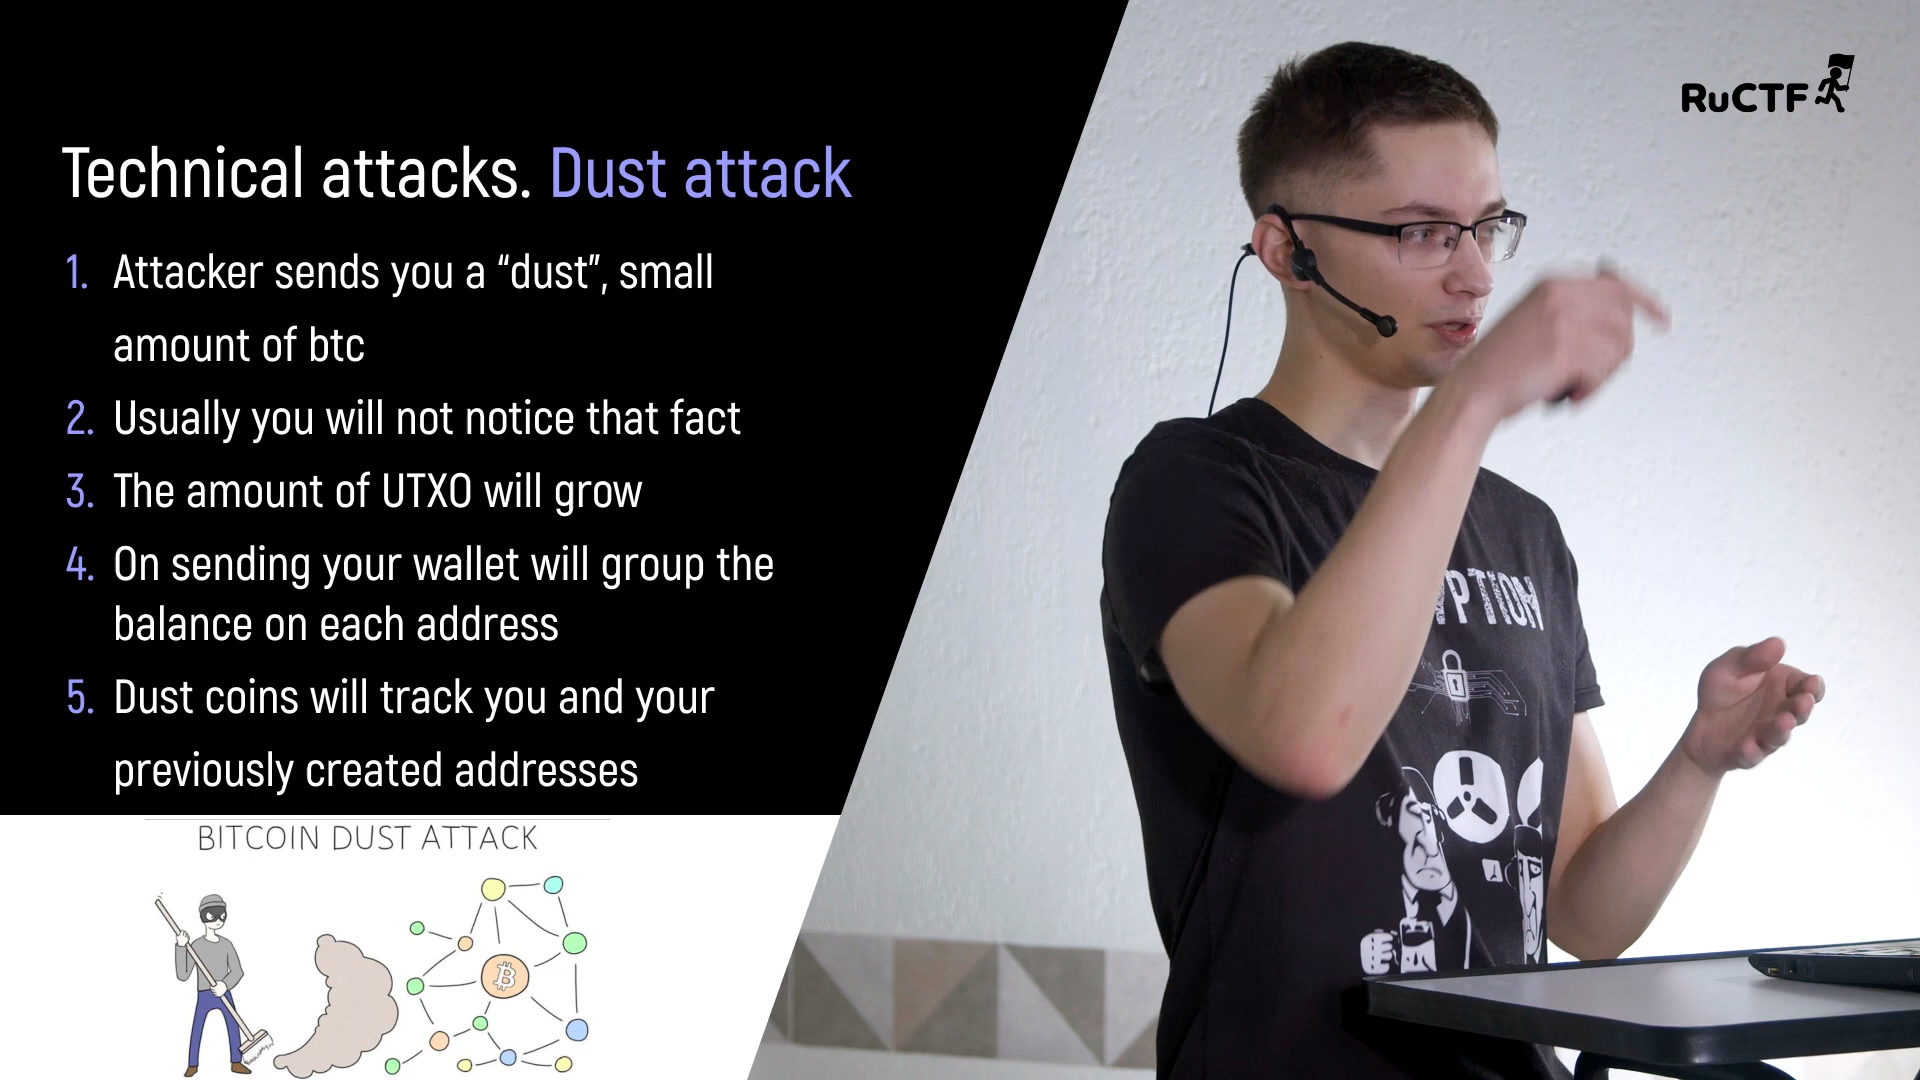 RuCTF
Technical attacks. Dust attack
1. Attacker sends you a “dust”, small
amount of btc
2. Usually you will not notice that fact
3. The amount of UTXO will grow
4. On sending your wallet will group the
balance on each address
5. Dust coins will track you and your
previously created addresses
BITCOIN DUST ATTACK